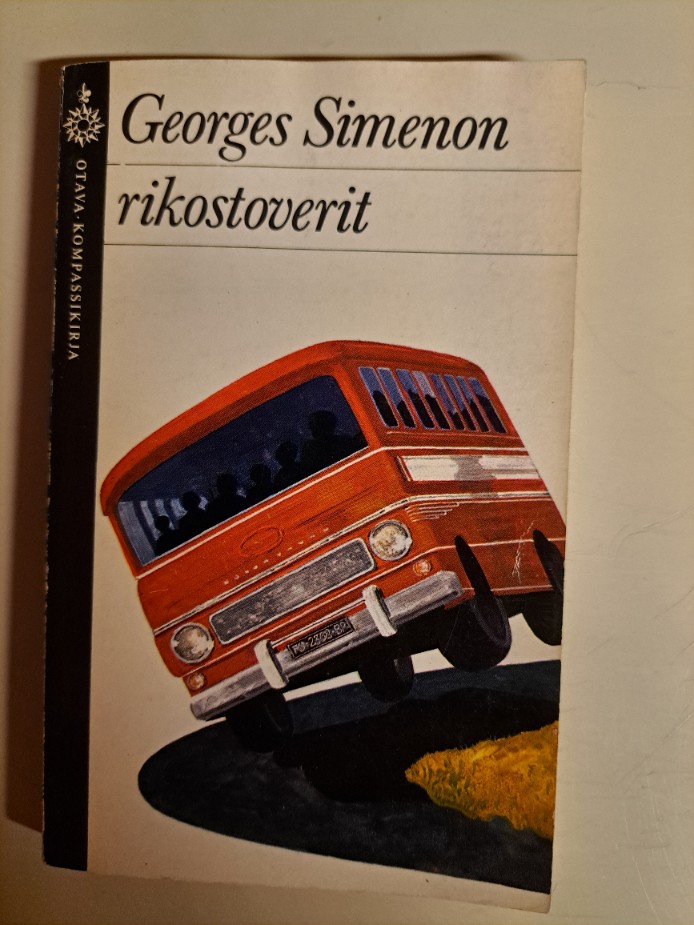 Georges Simenon
rikostoverit
OTAVA · KOMPASSIKIRJA